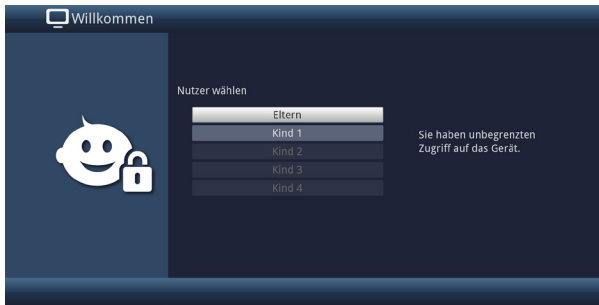 Willkommen
Nutzer wählen
Eltern
Kind 1
Kind 2
Kind 3
Kind 4
Sie haben unbegrenzten
Zugriff auf das Gerät.